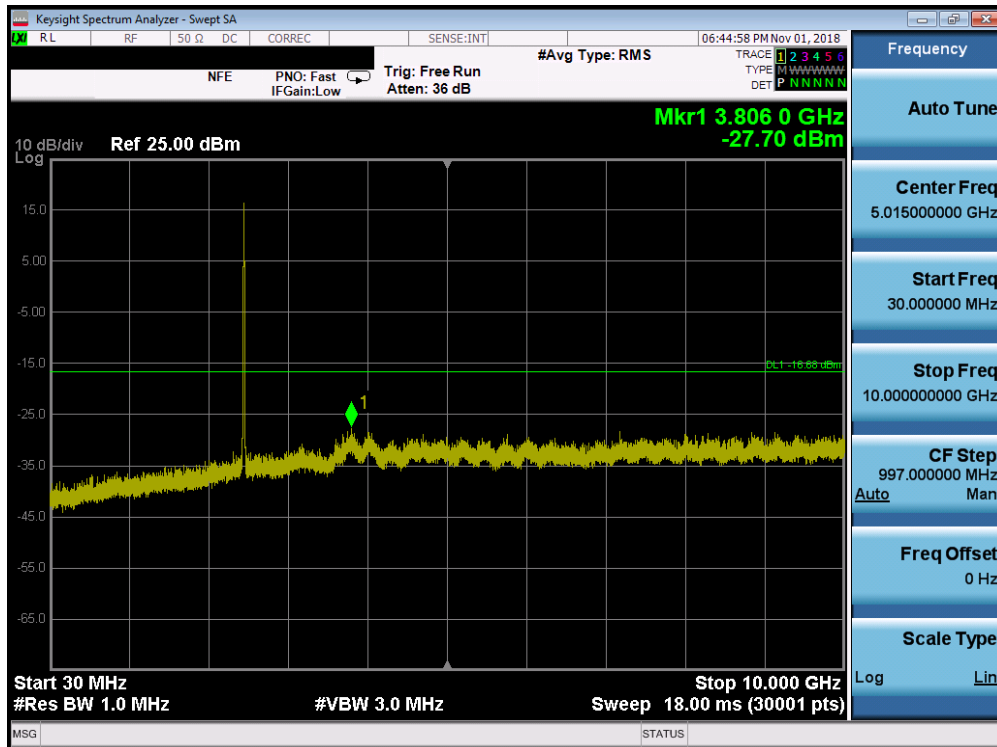 Keysight Spectrum Analyzer - Swept SA
LXI RL RF 50 Ω DC CORREC SENSE:INT 06:44:58 PM Nov 01, 2018
Frequency
#Avg Type: RMS TRACE 1 2 3 4 5 6
NFE PNO: Fast Trig: Free Run TYPE M W W W W W
IFGain:Low Atten: 36 dB DET P N N N N N
Auto Tune
Mkr1 3.806 0 GHz
-27.70 dBm
10 dB/div Ref 25.00 dBm
Log
15.0
5.00
-5.00
-15.0
DL1 -16.68 dBm
-25.0
1
-35.0
-45.0
-55.0
-65.0
Center Freq
5.015000000 GHz
Start Freq
30.000000 MHz
Stop Freq
10.000000000 GHz
CF Step
997.000000 MHz
Auto Man
Freq Offset
0 Hz
Scale Type
Log Lin
Start 30 MHz Stop 10.000 GHz
#Res BW 1.0 MHz #VBW 3.0 MHz Sweep 18.00 ms (30001 pts)
MSG STATUS